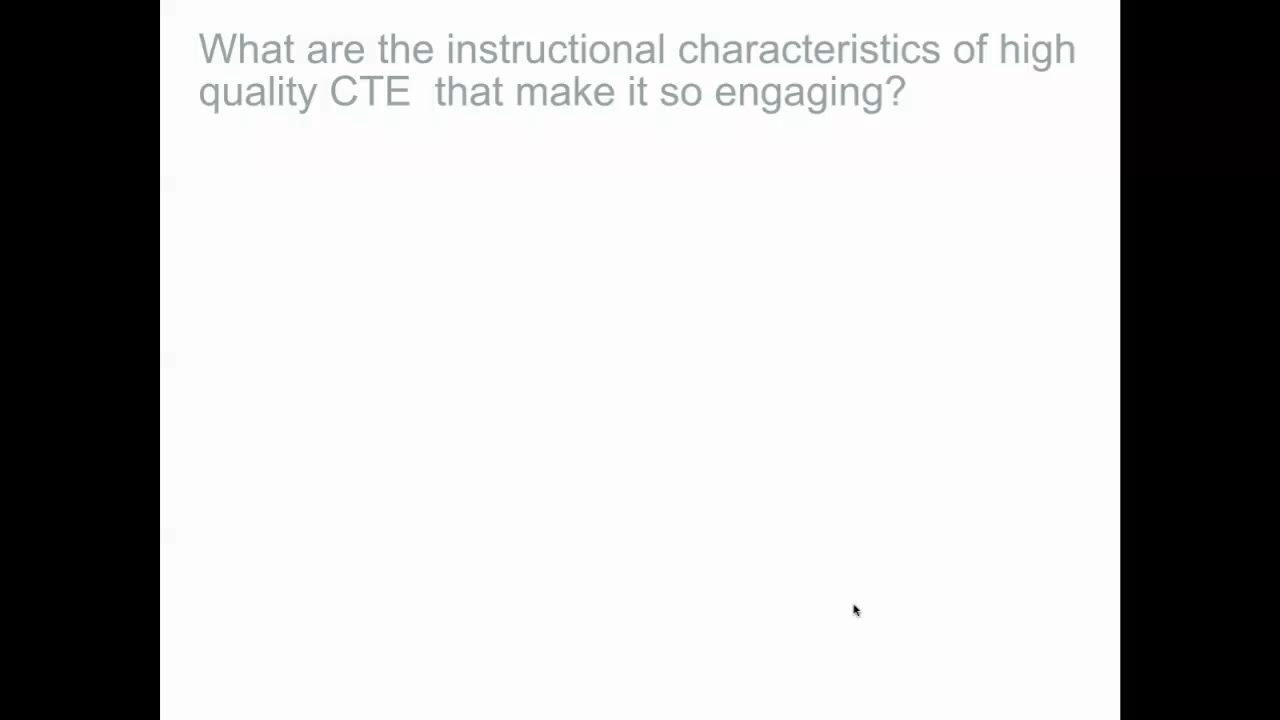 What are the instructional characteristics of high
quality CTE  that make it so engaging?